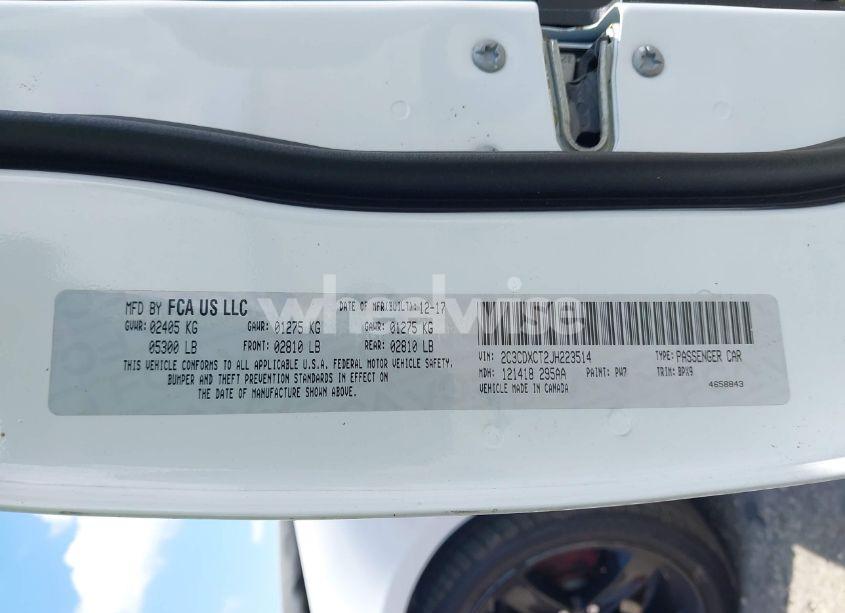 MFD BY FCA US LLC DATE OF MFR(BUILT): 12-17
GVWR: 02405 KG GAWR: 01275 KG GAWR: 01275 KG
05300 LB FRONT: 02810 LB REAR: 02810 LB
THIS VEHICLE CONFORMS TO ALL APPLICABLE U.S.A. FEDERAL MOTOR VEHICLE SAFETY,
BUMPER AND THEFT PREVENTION STANDARDS IN EFFECT ON
THE DATE OF MANUFACTURE SHOWN ABOVE.
VIN: 2C3CDXCT2JH223514 TYPE: PASSENGER CAR
MDH: 121418 295AA PAINT: PW7 TRIM: BPX9
VEHICLE MADE IN CANADA 4658843
wheelwise